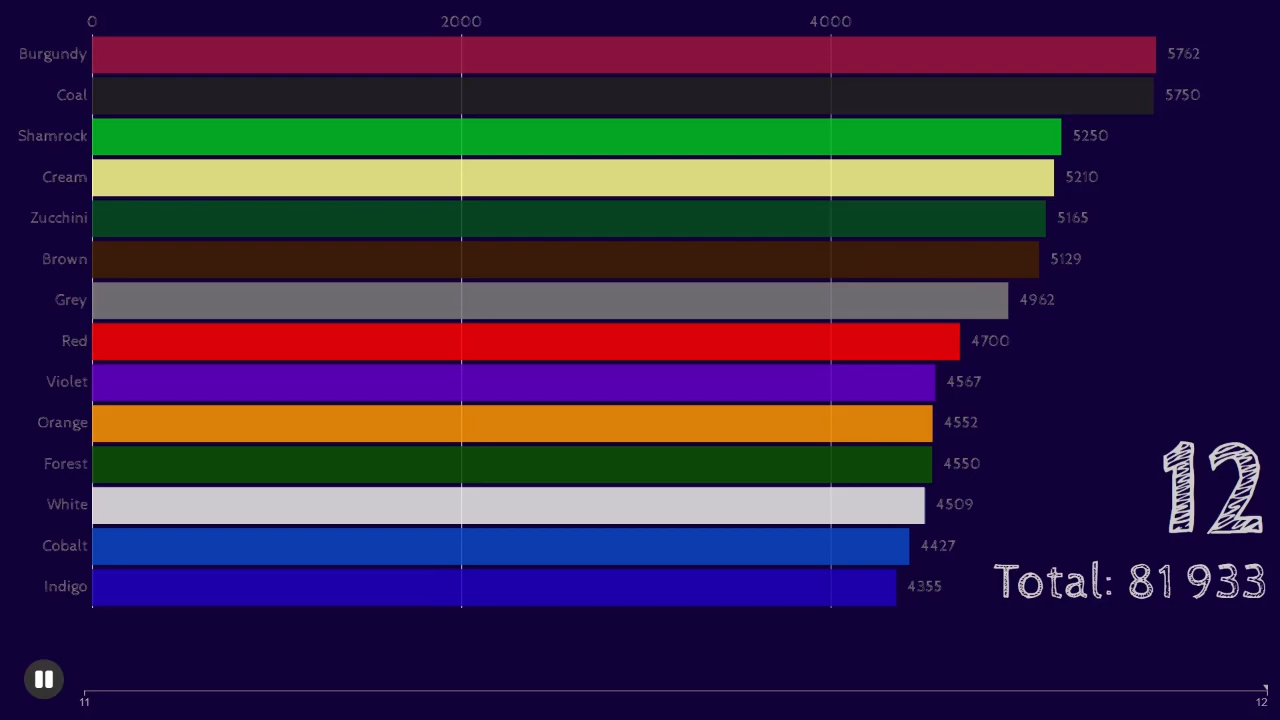 0 2000 4000
Burgundy 5762
Coal 5750
Shamrock 5250
Cream 5210
Zucchini 5165
Brown 5129
Grey 4962
Red 4700
Violet 4567
Orange 4552
Forest 4550
White 4509
Cobalt 4427
Indigo 4355
12
Total: 81 933
11 12